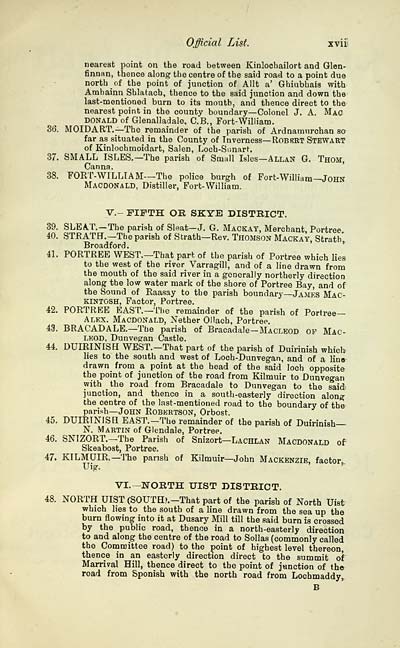 Official List. xvii
nearest point on the road between Kinlochailort and Glen-
finnan, thence along the centre of the said road to a point due
north of the point of junction of Allt a' Ghiubhais with
Amhainn Shlatach, thence to the said junction and down the
last-mentioned burn to its mouth, and thence direct to the
nearest point in the county boundary—Colonel J. A. MAC
DONALD of Glenalladale, C.B., Fort-William.
36. MOIDART.—The remainder of the parish of Ardnamurchan so
far as situated in the County of Inverness—ROBERT STEWART
of Kinlochmoidart, Salen, Loch-Sunart.
37. SMALL ISLES.—The parish of Small Isles—ALLAN G. THOM,
Canna.
38. FORT-WILLIAM—The police burgh of Fort-William—JOHN
MACDONALD, Distiller, Fort-William.
V.—FIFTH OR SKYE DISTRICT.
39. SLEAT.—The parish of Sleat—J. G. MACKAY, Merchant, Portree.
40. STRATH.—The parish of Strath—Rev. THOMSON MACKAY, Strath,
Broadford.
41. PORTREE WEST.—That part of the parish of Portree which lies
to the west of the river Varragill, and of a line drawn from
the mouth of the said river in a generally northerly direction
along the low water mark of the shore of Portree Bay, and of
the Sound of Raasay to the parish boundary—JAMES MAC-
KINTOSH, Factor, Portree.
42. PORTREE EAST.—The remainder of the parish of Portree—
ALEX. MACDONALD, Nether Ollach, Portree.
43. BRACADALE.—The parish of Bracadale—MACLEOD OF MAC-
LEOD, Dunvegan Castle.
44. DUIRINISH WEST.—That part of the parish of Duirinish which
lies to the south and west of Loch-Dunvegan, and of a line
drawn from a point at the head of the said loch opposite
the point of junction of the road from Kilmuir to Dunvegan
with the road from Bracadale to Dunvegan to the said
junction, and thence in a south-easterly direction along
the centre of the last-mentioned road to the boundary of the
parish—JOHN ROBERTSON, Orbost.
45. DUIRINISH EAST.—The remainder of the parish of Duirinish—
N. MARTIN of Glendale, Portree.
46. SNIZORT.—The Parish of Snizort—LACHLAN MACDONALD of
Skeabost, Portree.
47. KILMUIR.—The parish of Kilmuir—John MACKENZIE, factor,
Uig.
VI.—NORTH UIST DISTRICT.
48. NORTH UIST (SOUTH).—That part of the parish of North Uist
which lies to the south of a line drawn from the sea up the
burn flowing into it at Dusary Mill till the said burn is crossed
by the public road, thence in a north-easterly direction
to and along the centre of the road to Sollas (commonly called
the Committee road) to the point of highest level thereon,
thence in an easterly direction direct to the summit of
Marrival Hill, thence direct to the point of junction of the
road from Sponish with the north road from Lochmaddy,
B